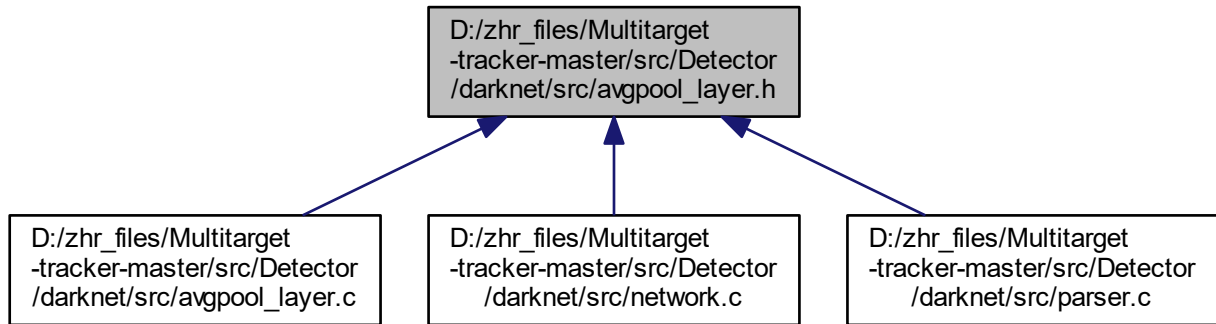 D:/zhr_files/Multitarget
-tracker-master/src/Detector
/darknet/src/avgpool_layer.h
D:/zhr_files/Multitarget
-tracker-master/src/Detector
/darknet/src/avgpool_layer.c
D:/zhr_files/Multitarget
-tracker-master/src/Detector
/darknet/src/network.c
D:/zhr_files/Multitarget
-tracker-master/src/Detector
/darknet/src/parser.c